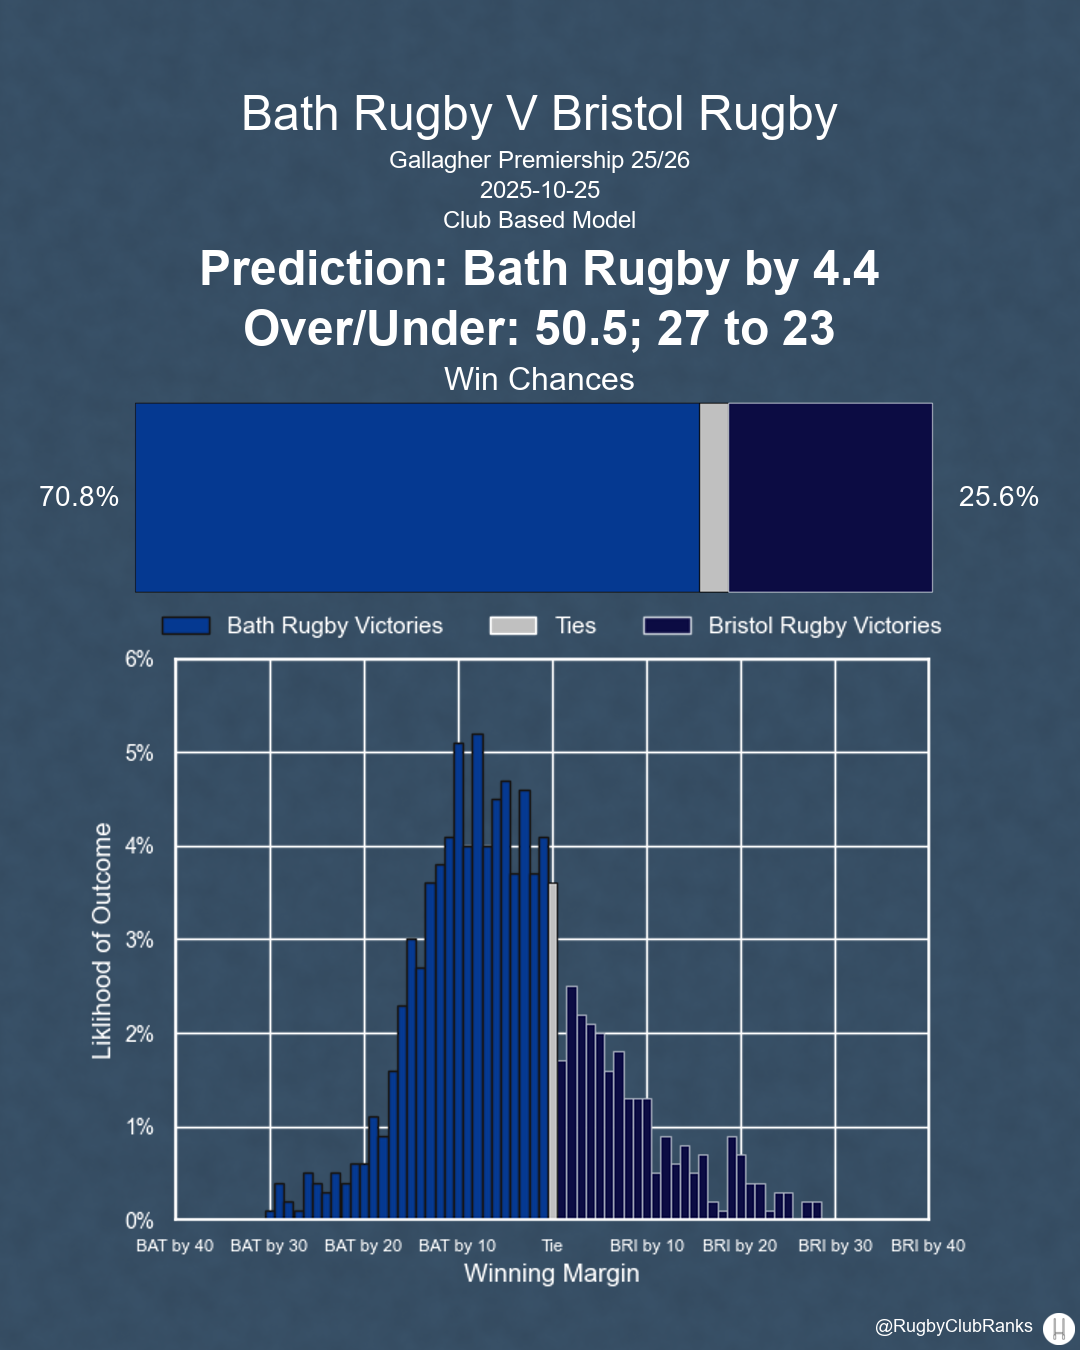 Bath Rugby V Bristol Rugby
Gallagher Premiership 25/26
2025-10-25
Club Based Model
Prediction: Bath Rugby by 4.4
Over/Under: 50.5; 27 to 23
Win Chances
70.8%
25.6%
Bath Rugby Victories
Ties
Bristol Rugby Victories
6%
5%
4%
3%
2%
1%
0%
Liklihood of Outcome
BAT by 40
BAT by 30
BAT by 20
BAT by 10
Tie
BRI by 10
BRI by 20
BRI by 30
BRI by 40
Winning Margin
@RugbyClubRanks